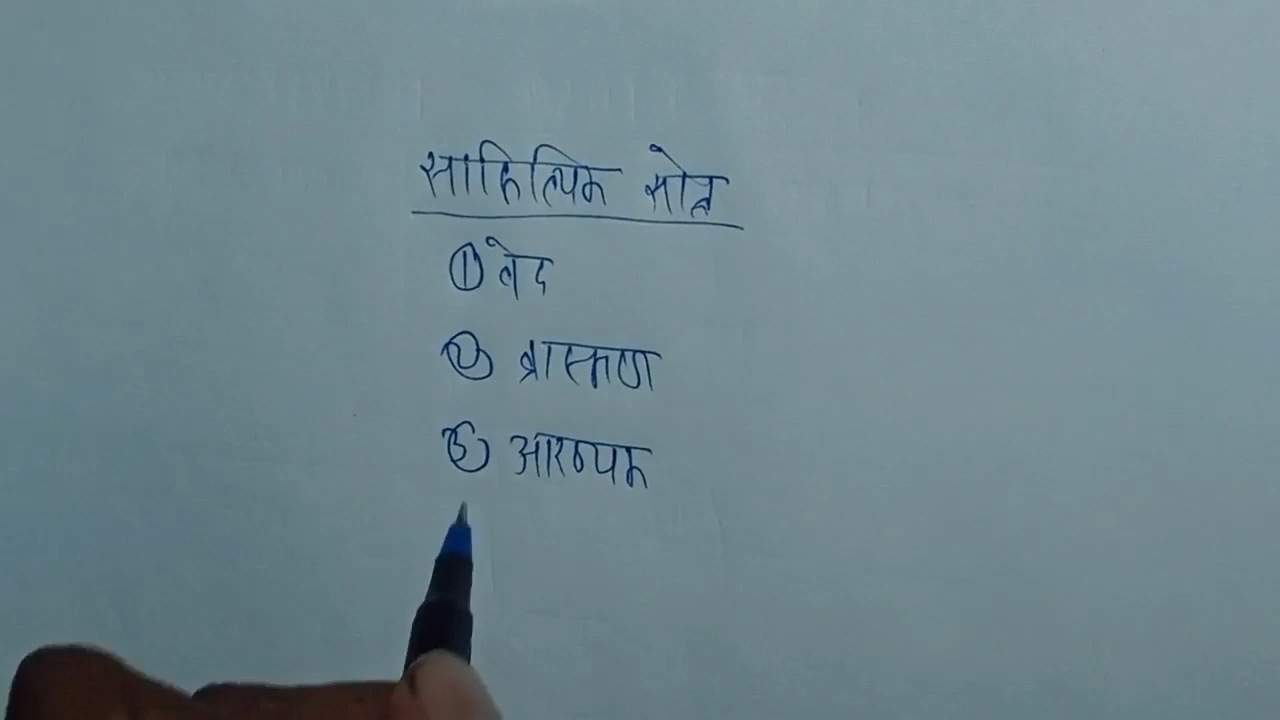 साहित्यिक स्रोत
① वेद
② ब्राह्मण
③ आरण्यक